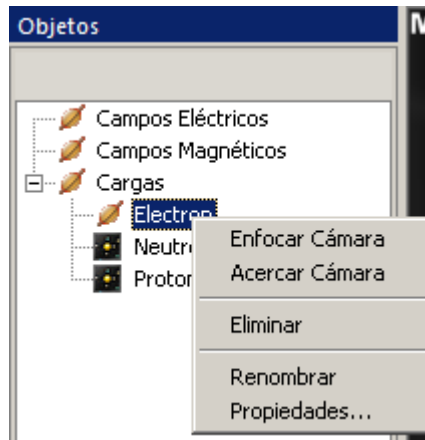 Objetos
Campos Eléctricos
Campos Magnéticos
Cargas
Electron
Enfocar Cámara
Acercar Cámara
Eliminar
Renombrar
Propiedades...